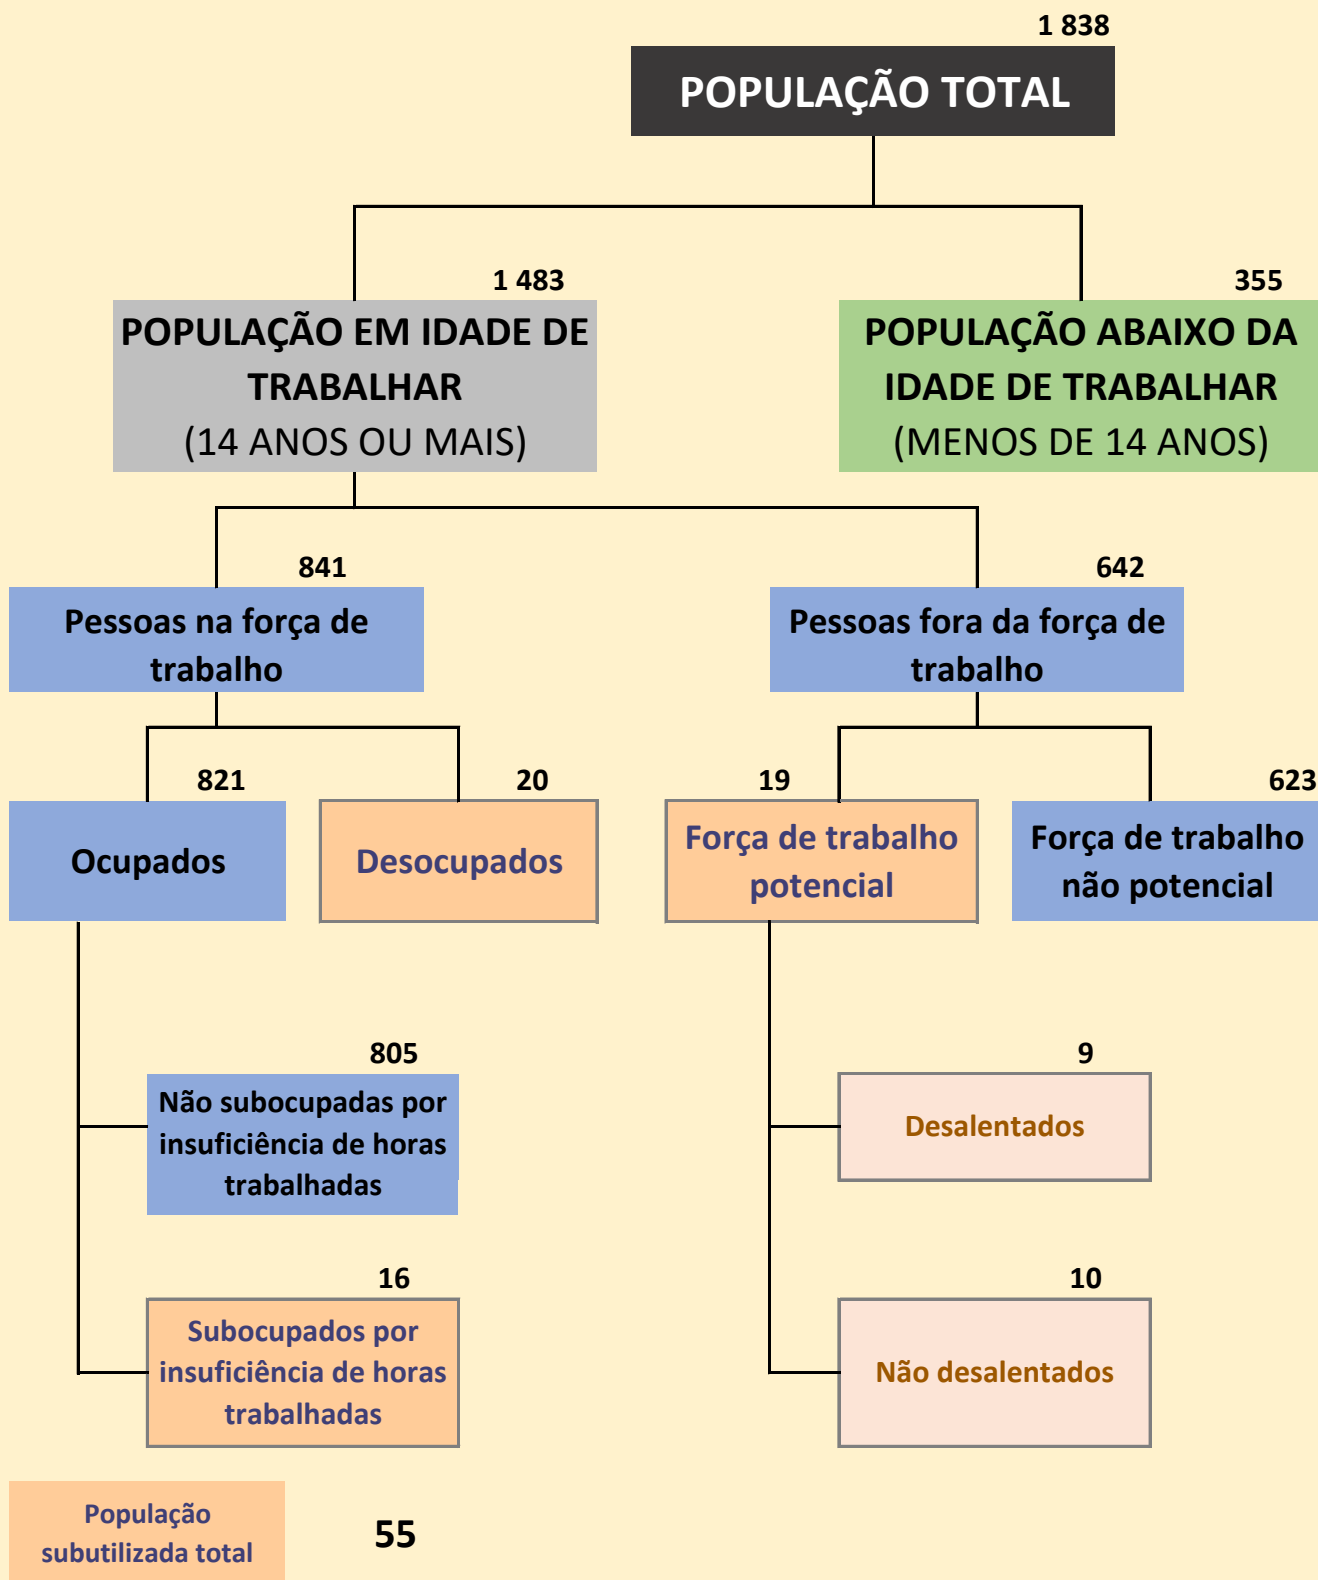 1 838
POPULAÇÃO TOTAL
1 483
POPULAÇÃO EM IDADE DE
TRABALHAR
(14 ANOS OU MAIS)
355
POPULAÇÃO ABAIXO DA
IDADE DE TRABALHAR
(MENOS DE 14 ANOS)
841
Pessoas na força de
trabalho
642
Pessoas fora da força de
trabalho
821
Ocupados
20
Desocupados
19
Força de trabalho
potencial
623
Força de trabalho
não potencial
805
Não subocupadas por
insuficiência de horas
trabalhadas
9
Desalentados
16
Subocupados por
insuficiência de horas
trabalhadas
10
Não desalentados
População
subutilizada total
55